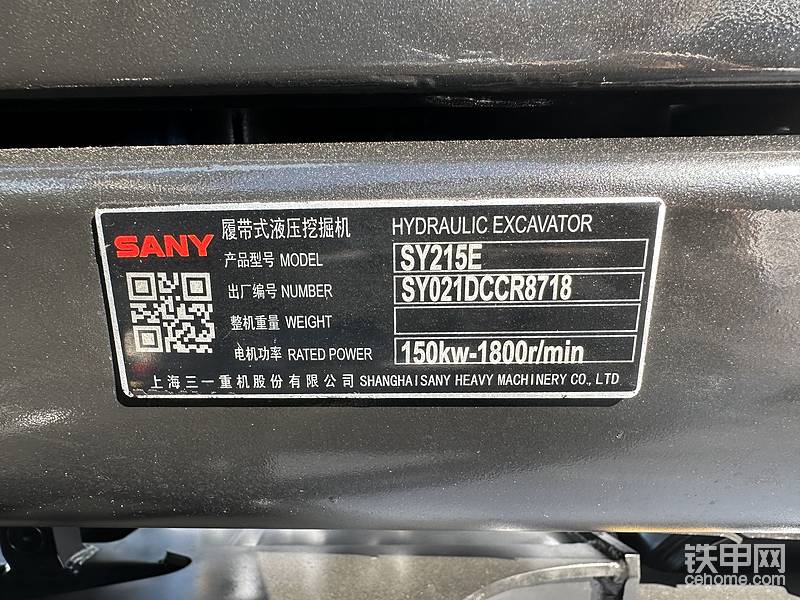 SANY
履带式液压挖掘机 HYDRAULIC EXCAVATOR
产品型号 MODEL SY215E
出厂编号 NUMBER SY021DCCR8718
整机重量 WEIGHT
电机功率 RATED POWER 150kw-1800r/min
上海三一重机股份有限公司 SHANGHAISANY HEAVY MACHINERY CO., LTD
铁甲网
cehome.com